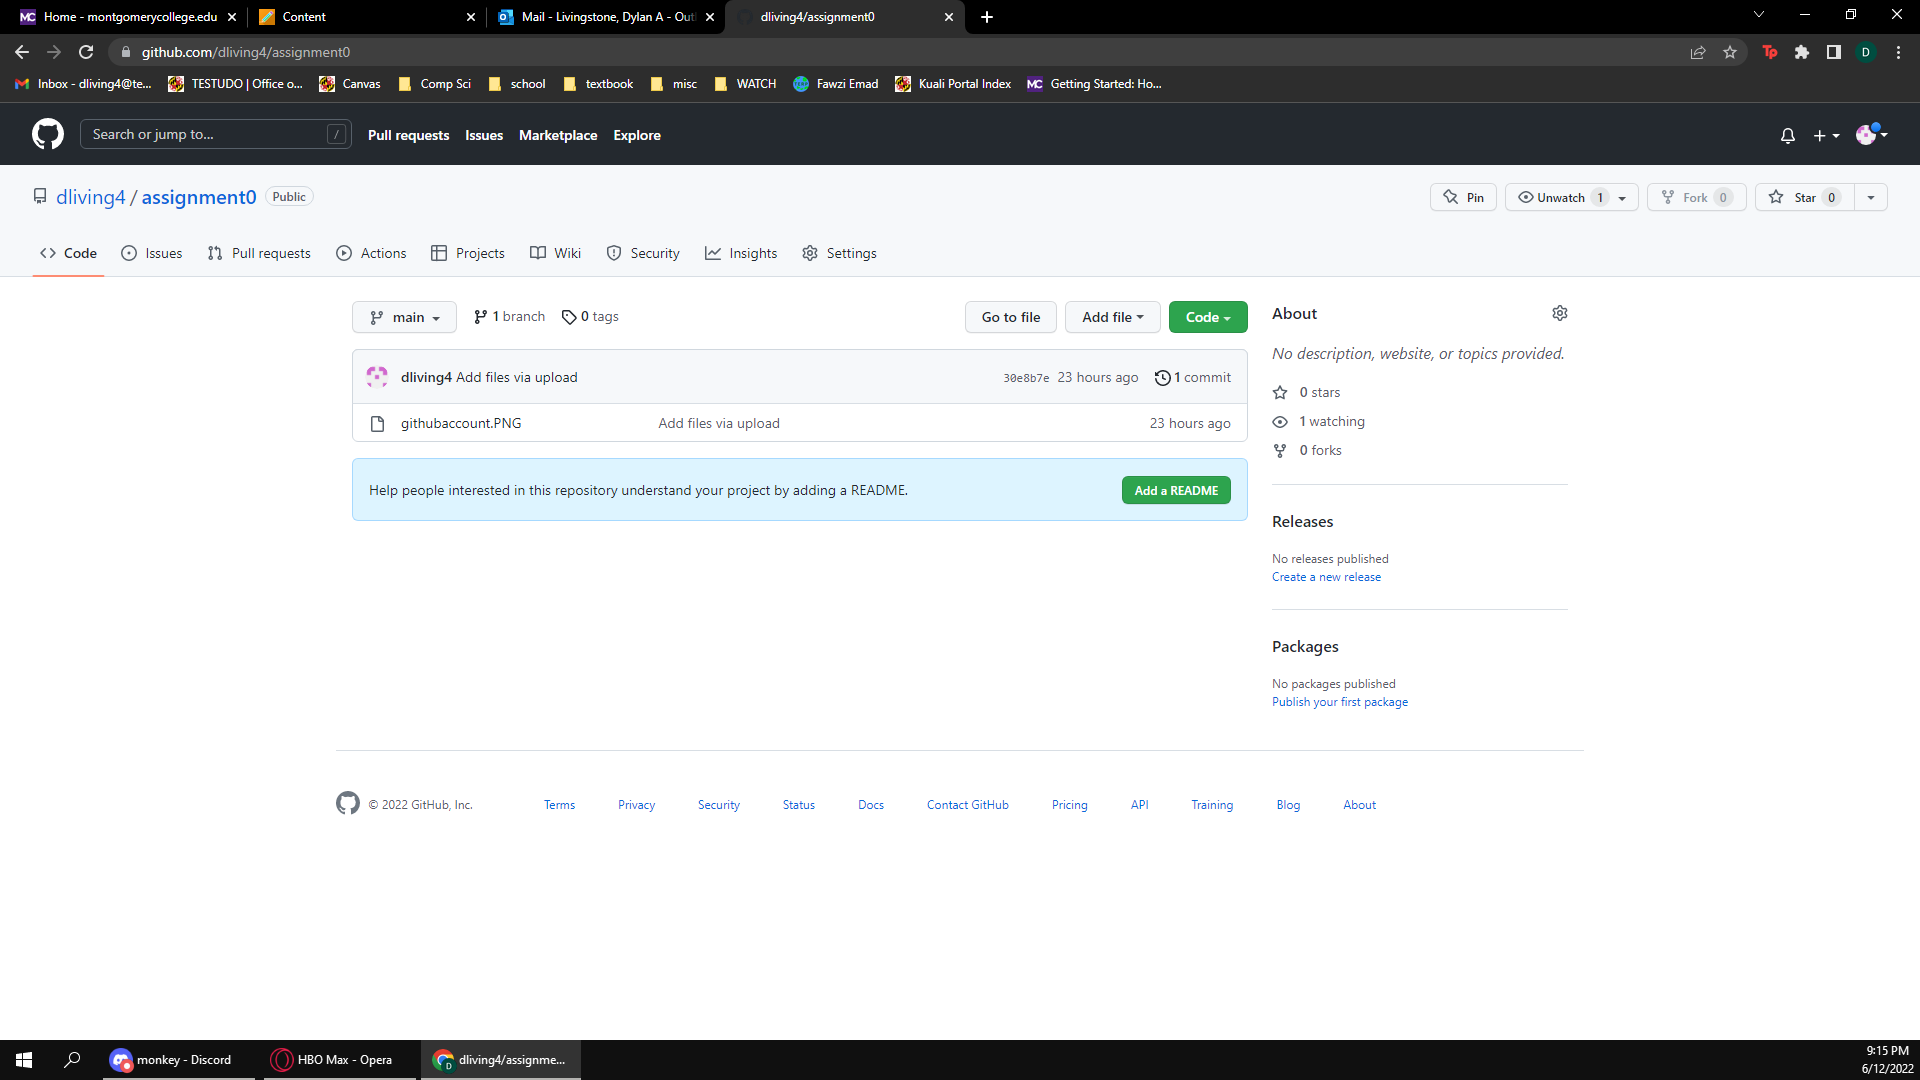 MC Home - montgomerycollege.edu
Content
Mail - Livingstone, Dylan A - Out
dliving4/assignment0
github.com/dliving4/assignment0
Tp
D
Inbox - dliving4@te...
TESTUDO | Office o...
Canvas
Comp Sci
school
textbook
misc
WATCH
Fawzi Emad
Kuali Portal Index
MC Getting Started: Ho...
Search or jump to...
/
Pull requests
Issues
Marketplace
Explore
dliving4 / assignment0
Public
Pin
Unwatch 1
Fork 0
Star 0
Code
Issues
Pull requests
Actions
Projects
Wiki
Security
Insights
Settings
main
1 branch
0 tags
Go to file
Add file
Code
dliving4 Add files via upload
30e8b7e 23 hours ago
1 commit
githubaccount.PNG
Add files via upload
23 hours ago
Help people interested in this repository understand your project by adding a README.
Add a README
About
No description, website, or topics provided.
0 stars
1 watching
0 forks
Releases
No releases published
Create a new release
Packages
No packages published
Publish your first package
© 2022 GitHub, Inc.
Terms
Privacy
Security
Status
Docs
Contact GitHub
Pricing
API
Training
Blog
About
monkey - Discord
HBO Max - Opera
D
dliving4/assignme...
9:15 PM
6/12/2022